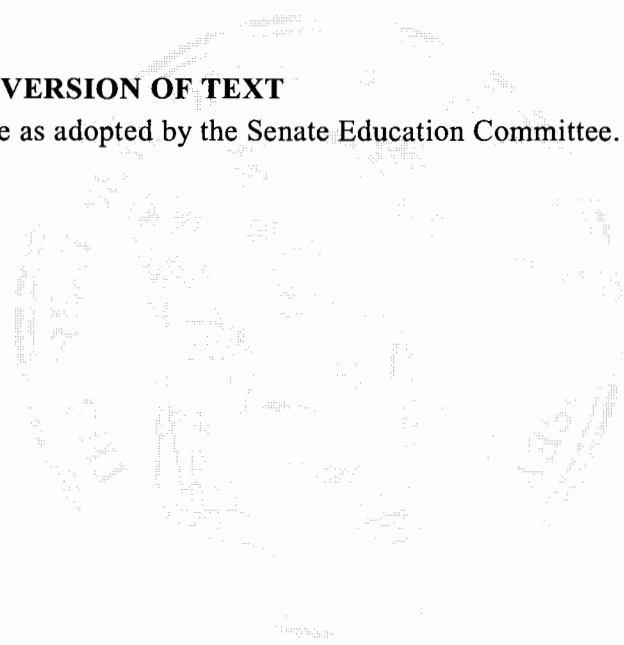 VERSION OF TEXT
e as adopted by the Senate Education Committee.